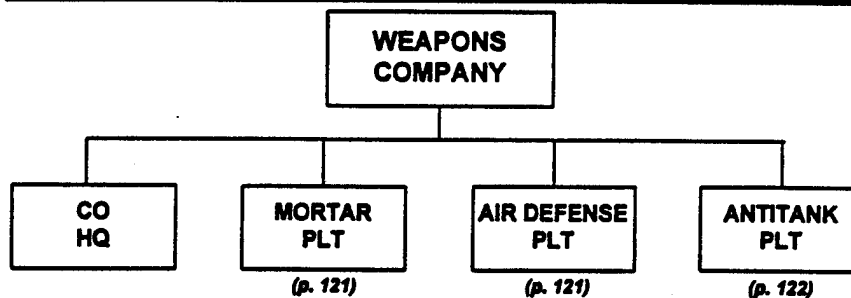 WEAPONS
COMPANY
CO
HQ
MORTAR
PLT
(p. 121)
AIR DEFENSE
PLT
(p. 121)
ANTITANK
PLT
(p. 122)